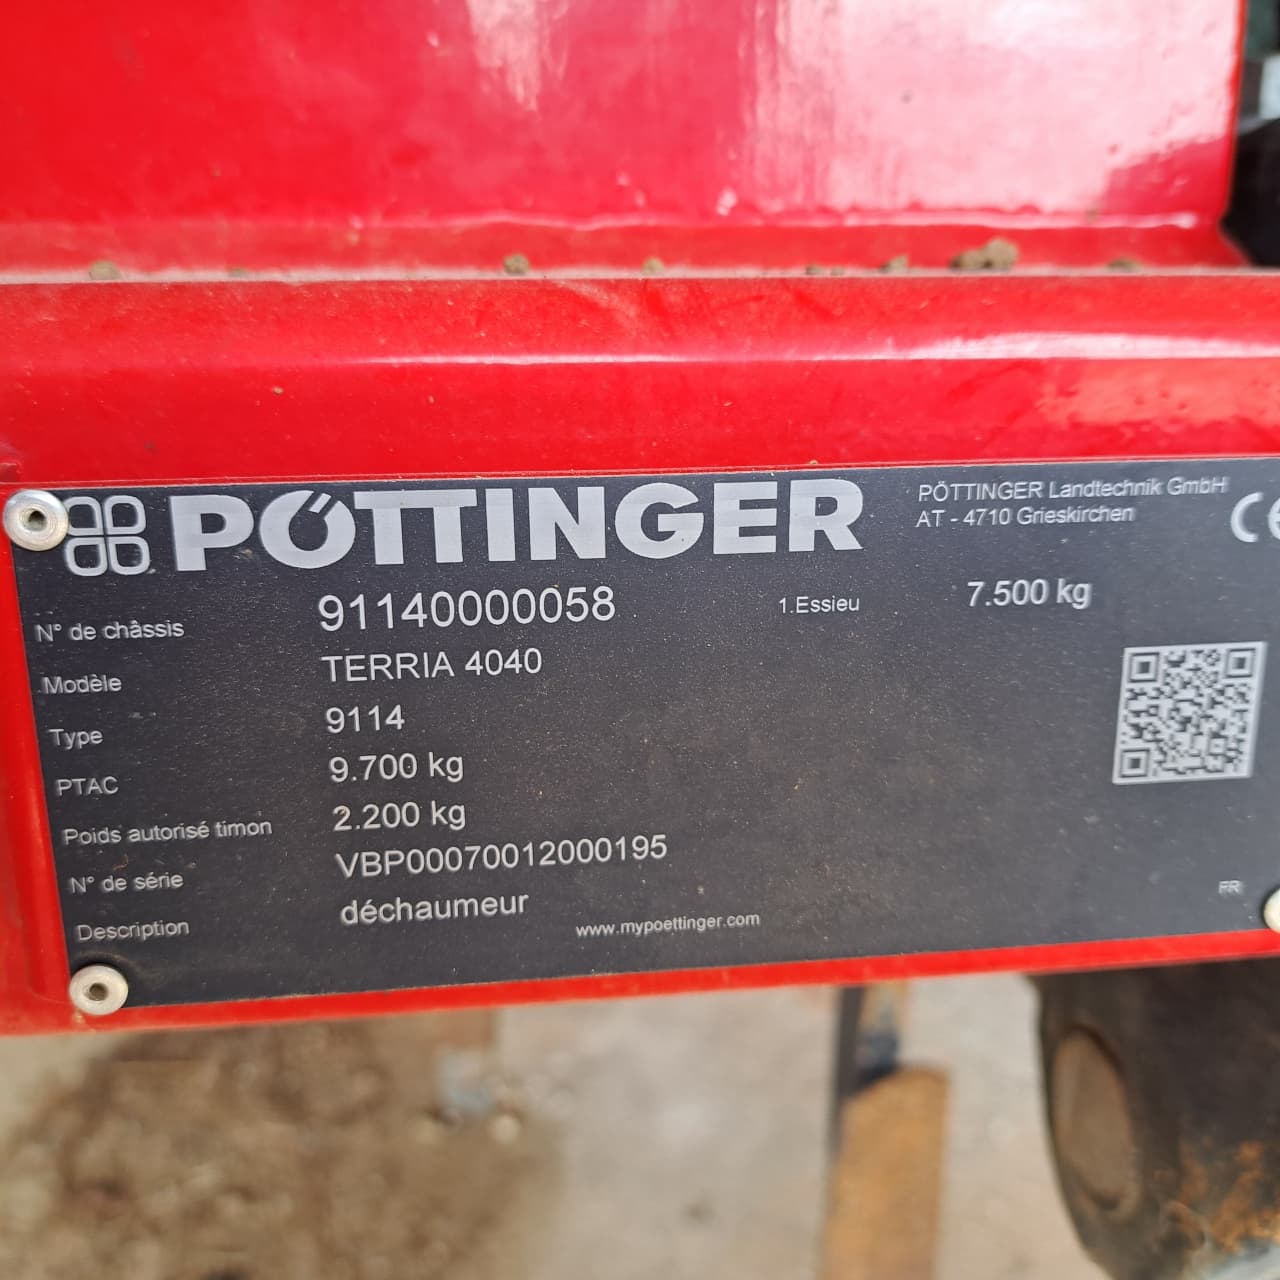 PÖTTINGER
PÖTTINGER Landtechnik GmbH
AT - 4710 Grieskirchen
N° de châssis 91140000058 1.Essieu 7.500 kg
Modèle TERRIA 4040
Type 9114
PTAC 9.700 kg
Poids autorisé timon 2.200 kg
N° de série VBP00070012000195
Description déchaumeur
www.mypoettinger.com
FR